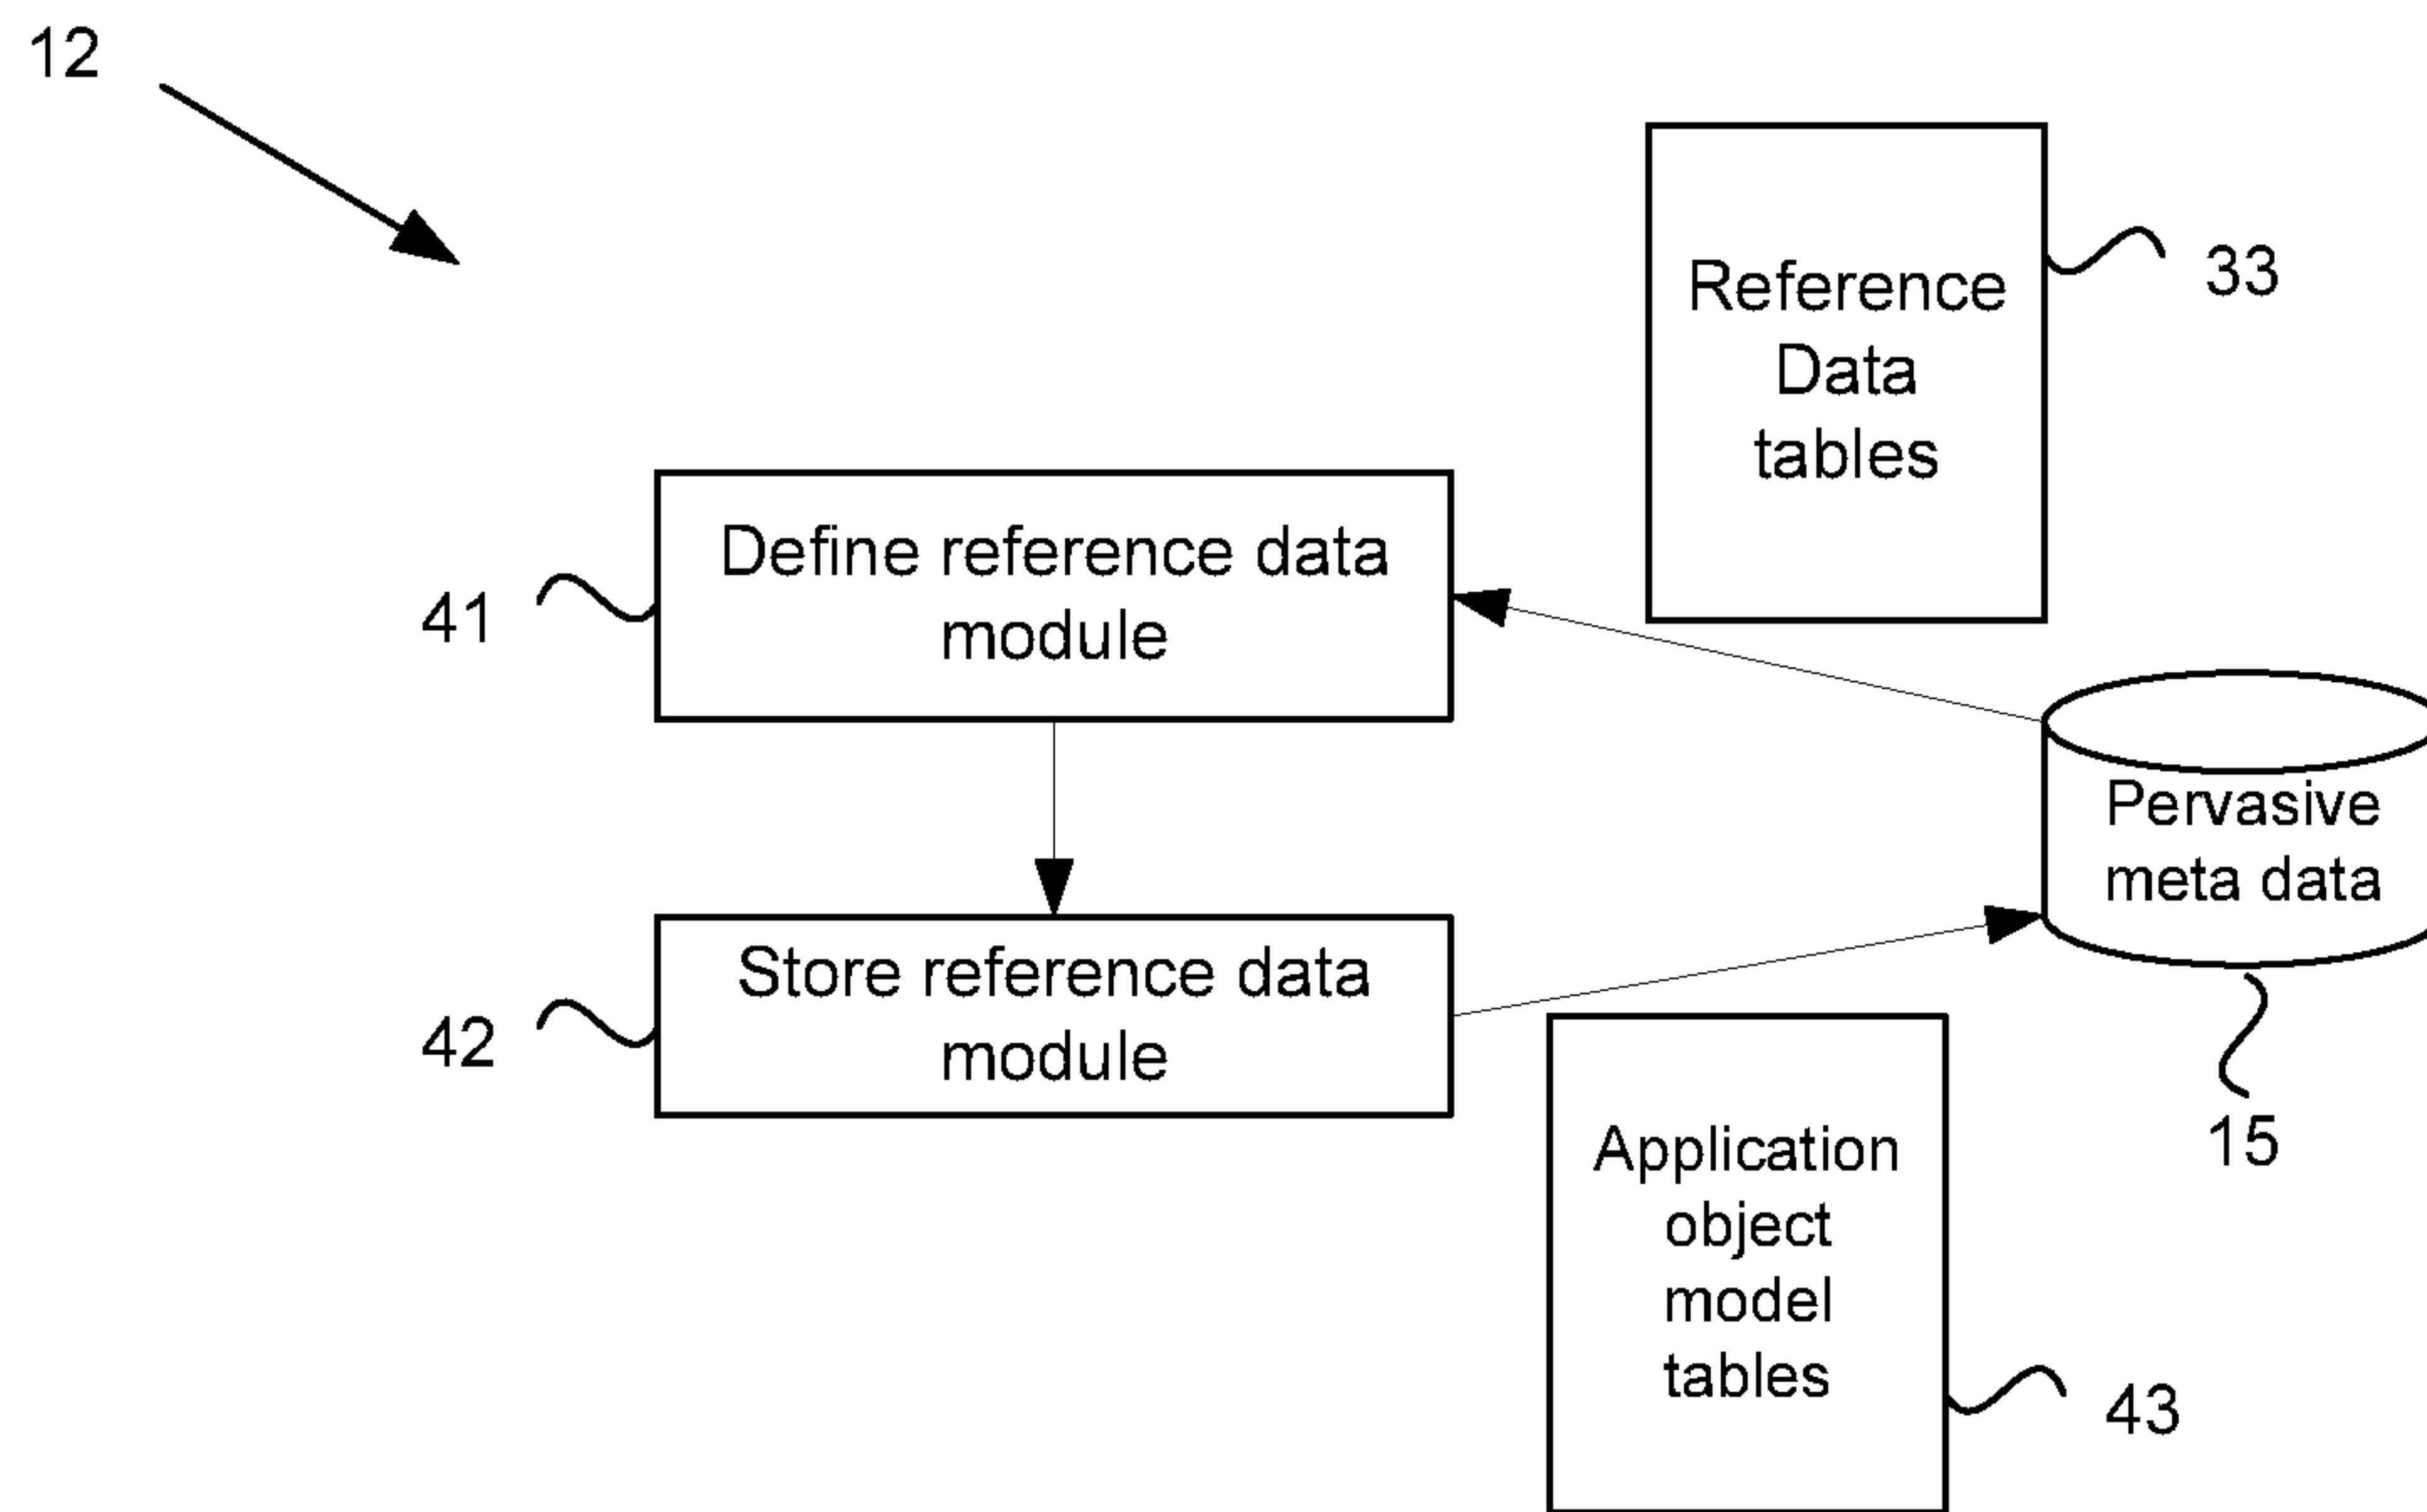 12
Reference
Data
tables
33
Define reference data
module
41
Pervasive
meta data
Store reference data
module
42
15
Application
object
model
tables
43